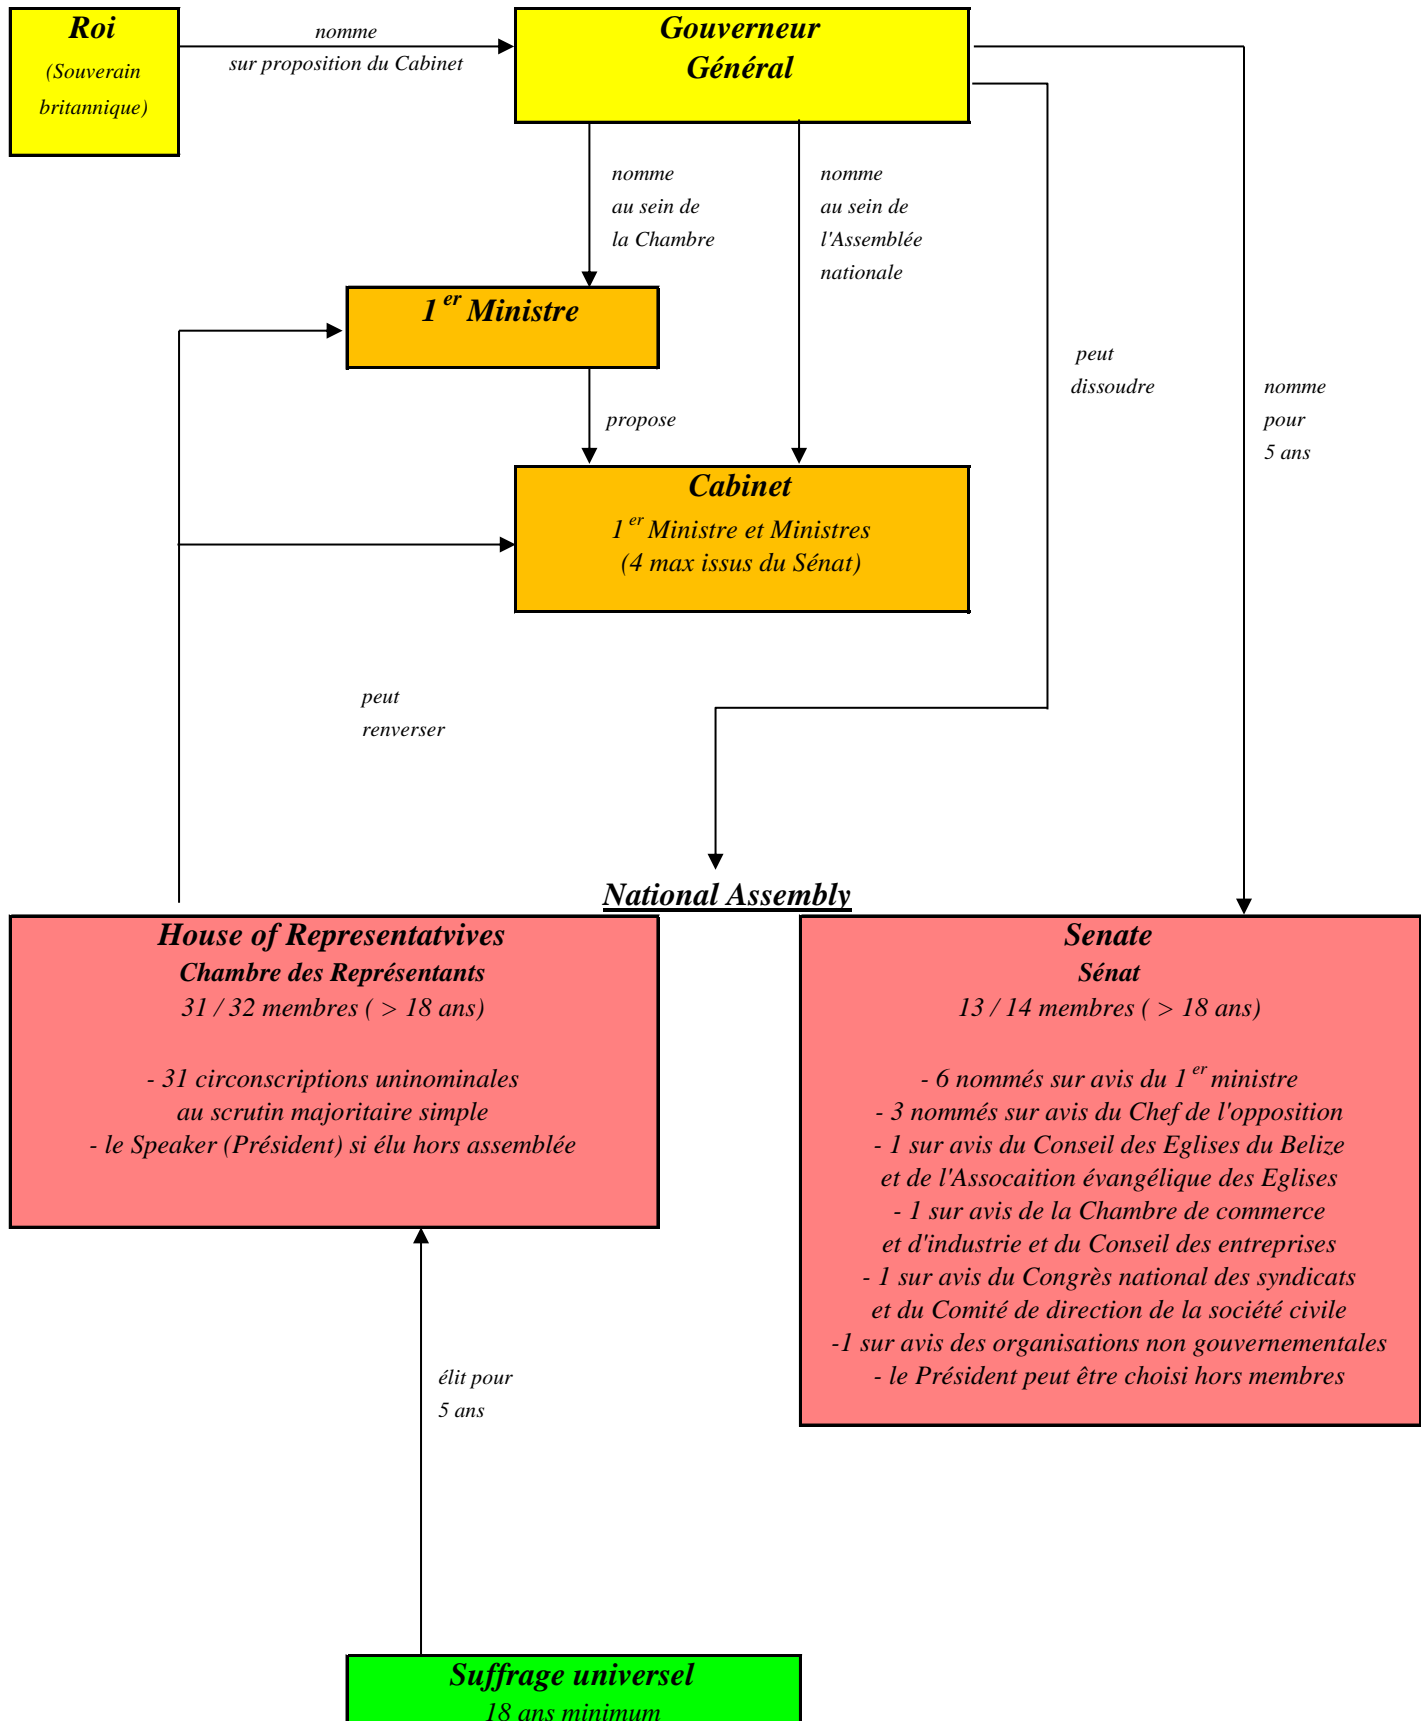 Roi
(Souverain
britannique)
nomme
sur proposition du Cabinet
Gouverneur
Général
nomme
au sein de
la Chambre
nomme
au sein de
l'Assemblée
nationale
1er Ministre
propose
peut
dissoudre
nomme
pour
5 ans
Cabinet
1er Ministre et Ministres
(4 max issus du Sénat)
peut
renverser
National Assembly
House of Representatvives
Chambre des Représentants
31 / 32 membres ( > 18 ans)
- 31 circonscriptions uninominales
au scrutin majoritaire simple
- le Speaker (Président) si élu hors assemblée
Senate
Sénat
13 / 14 membres ( > 18 ans)
- 6 nommés sur avis du 1er ministre
- 3 nommés sur avis du Chef de l'opposition
- 1 sur avis du Conseil des Eglises du Belize
et de l'Assocaition évangélique des Eglises
- 1 sur avis de la Chambre de commerce
et d'industrie et du Conseil des entreprises
- 1 sur avis du Congrès national des syndicats
et du Comité de direction de la société civile
-1 sur avis des organisations non gouvernementales
- le Président peut être choisi hors membres
élit pour
5 ans
Suffrage universel
18 ans minimum